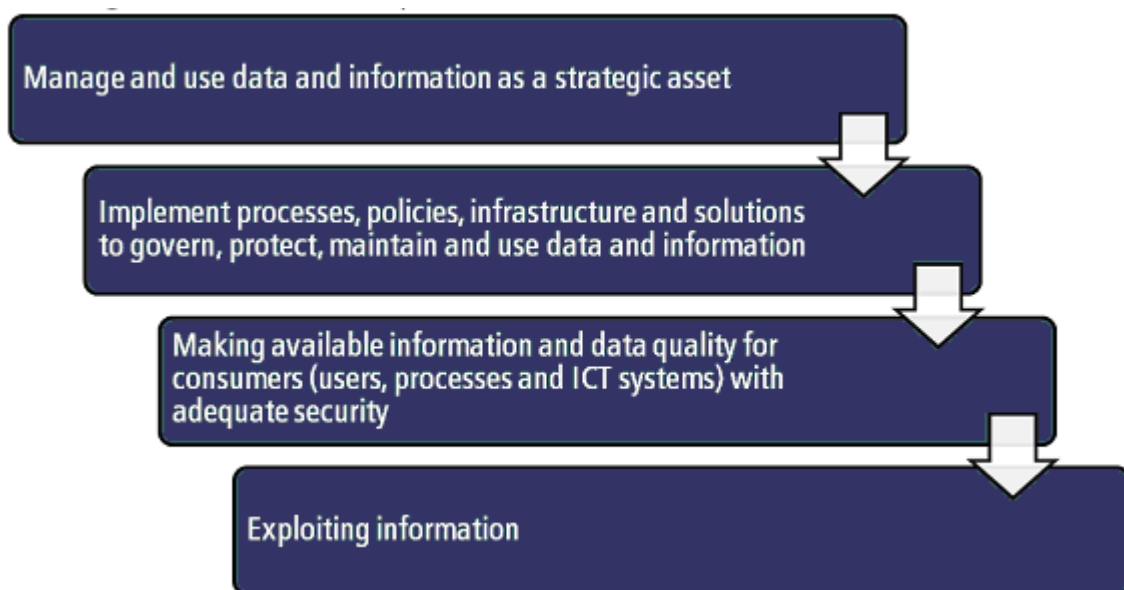 Manage and use data and information as a strategic asset
Implement processes, policies, infrastructure and solutions
to govern, protect, maintain and use data and information
Making available information and data quality for
consumers (users, processes and ICT systems) with
adequate security
Exploiting information